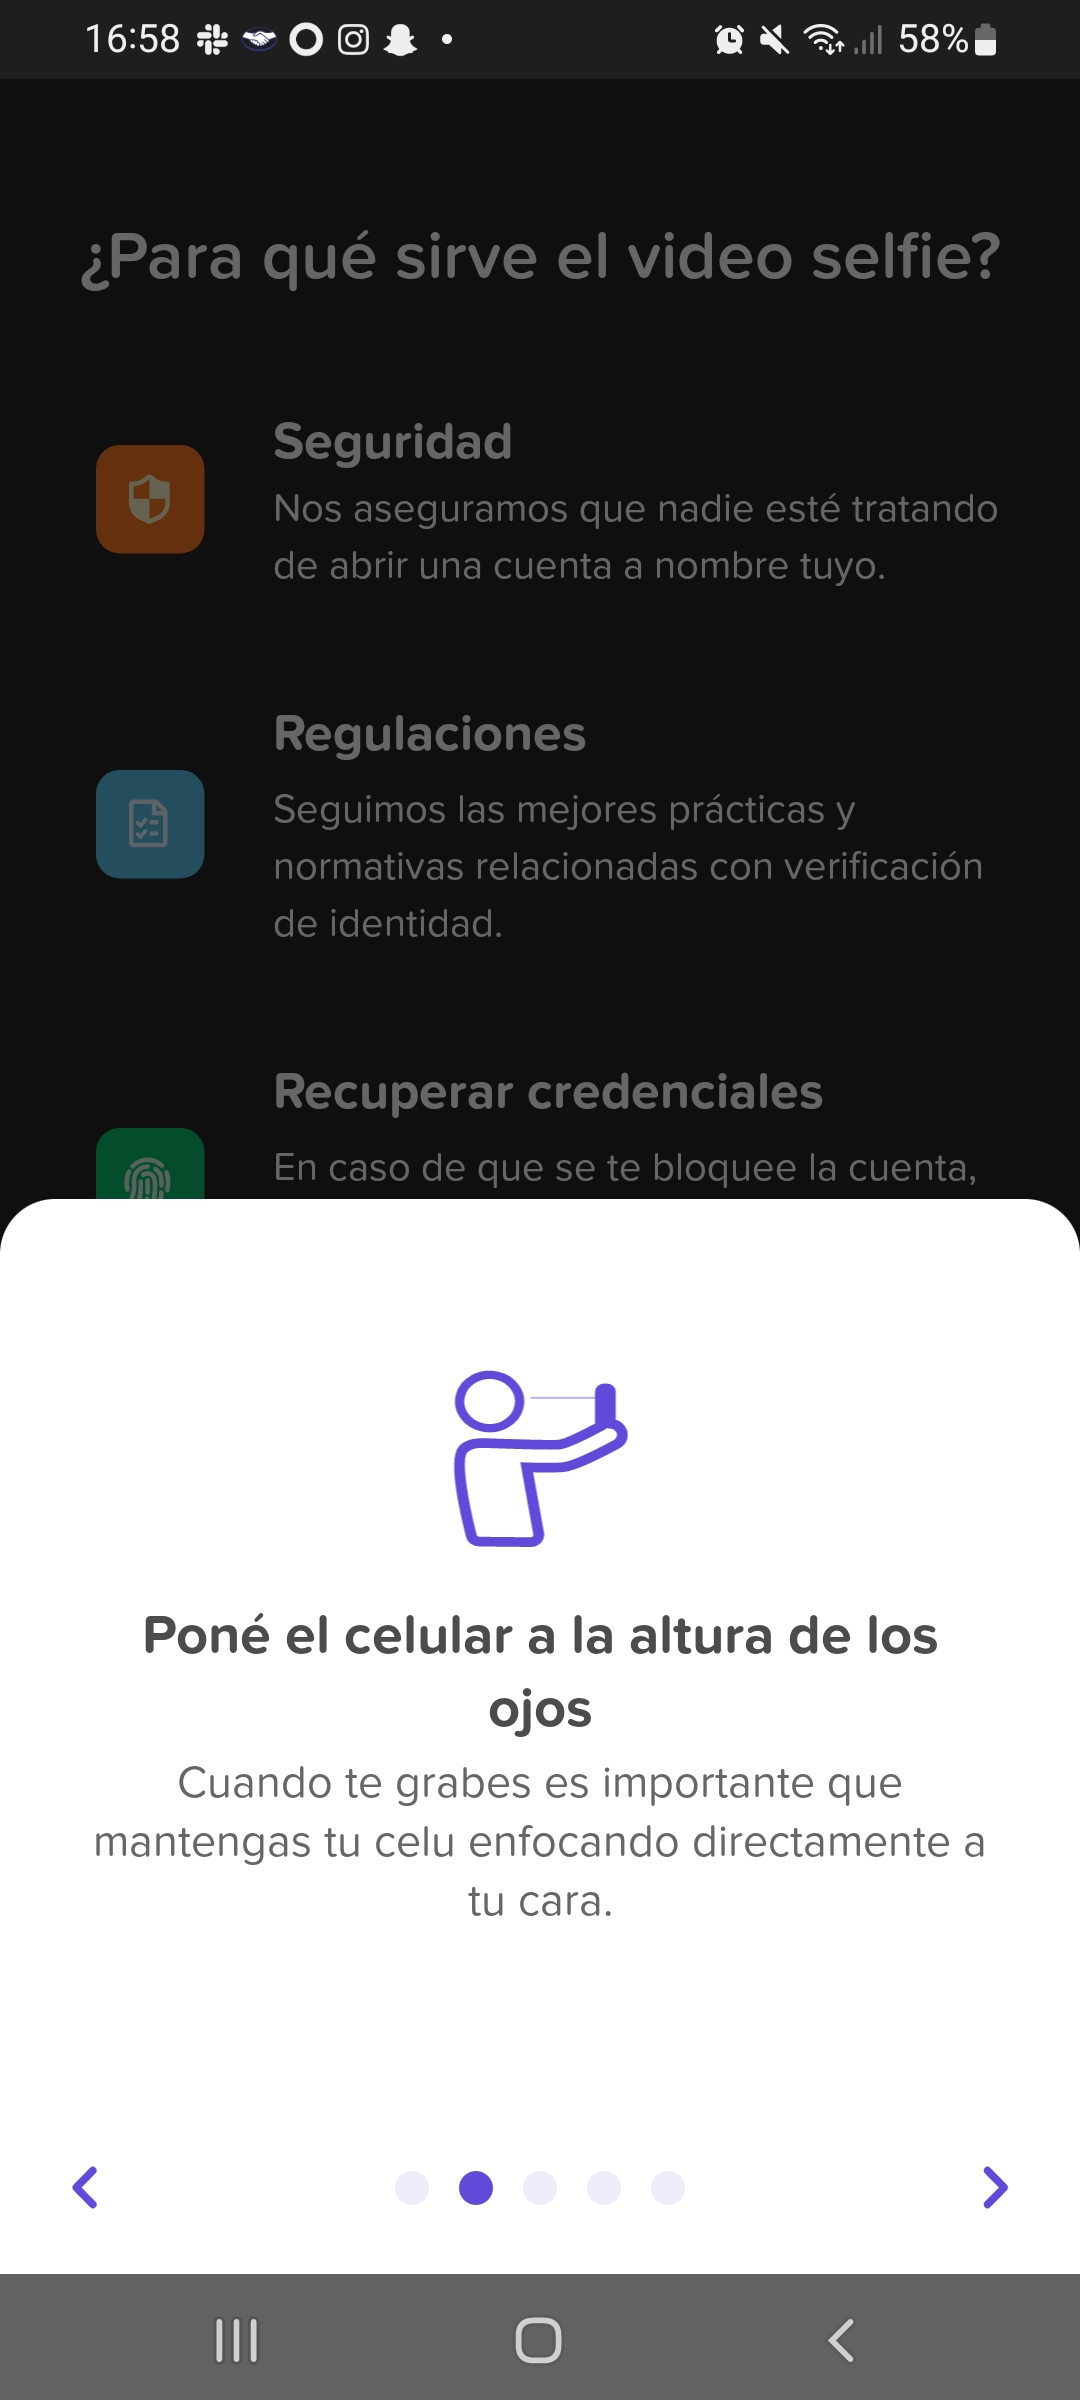 16:58
58%
¿Para qué sirve el video selfie?
Seguridad
Nos aseguramos que nadie esté tratando
de abrir una cuenta a nombre tuyo.
Regulaciones
Seguimos las mejores prácticas y
normativas relacionadas con verificación
de identidad.
Recuperar credenciales
En caso de que se te bloquee la cuenta,
Poné el celular a la altura de los
ojos
Cuando te grabes es importante que
mantengas tu celu enfocando directamente a
tu cara.